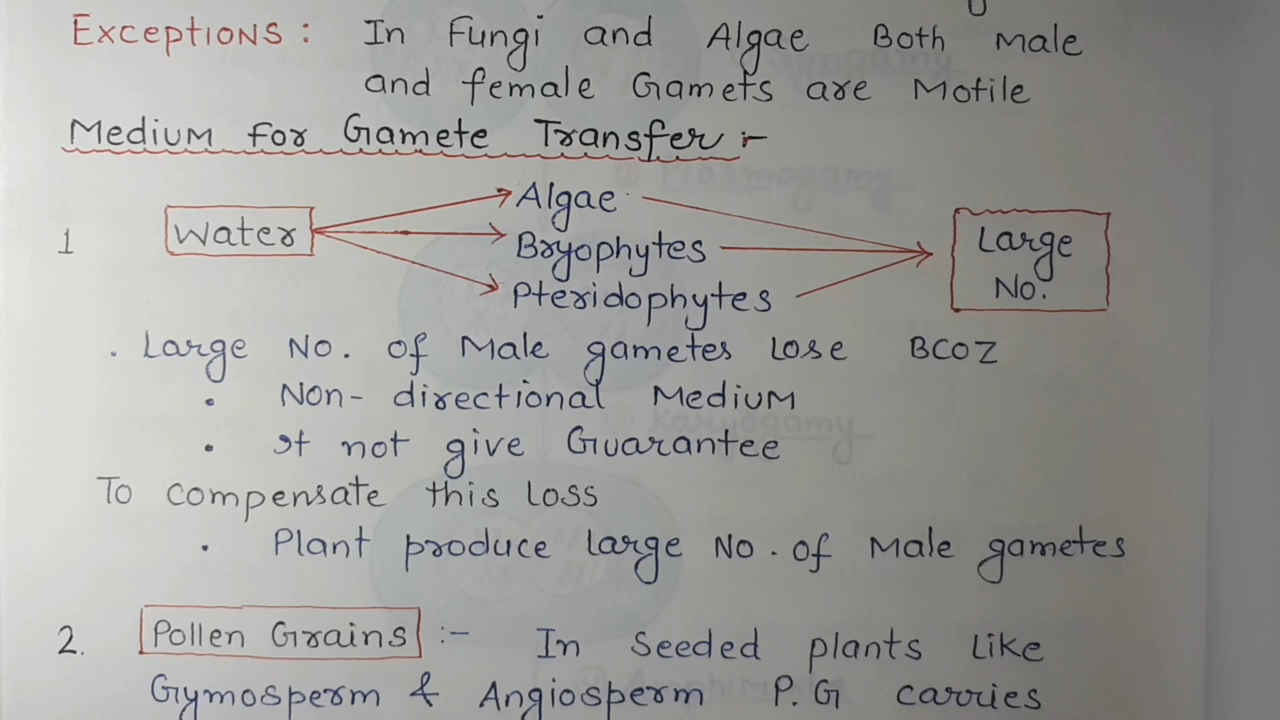 Exceptions : In Fungi and Algae Both male
and female Gamets are Motile
Medium for Gamete Transfer :-
Algae
1 Water Bryophytes Large
Pteridophytes No.
. Large No. of Male gametes lose BCOZ
• Non-directional Medium
• It not give Guarantee
To compensate this loss
• Plant produce large No. of Male gametes
2. Pollen Grains :- In Seeded plants like
Gymosperm & Angiosperm P.G carries